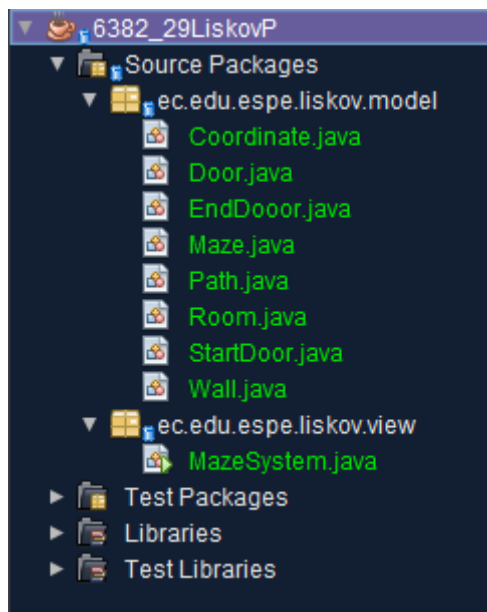 6382_29LiskovP
Source Packages
ec.edu.espe.liskov.model
Coordinate.java
Door.java
EndDooor.java
Maze.java
Path.java
Room.java
StartDoor.java
Wall.java
ec.edu.espe.liskov.view
MazeSystem.java
Test Packages
Libraries
Test Libraries